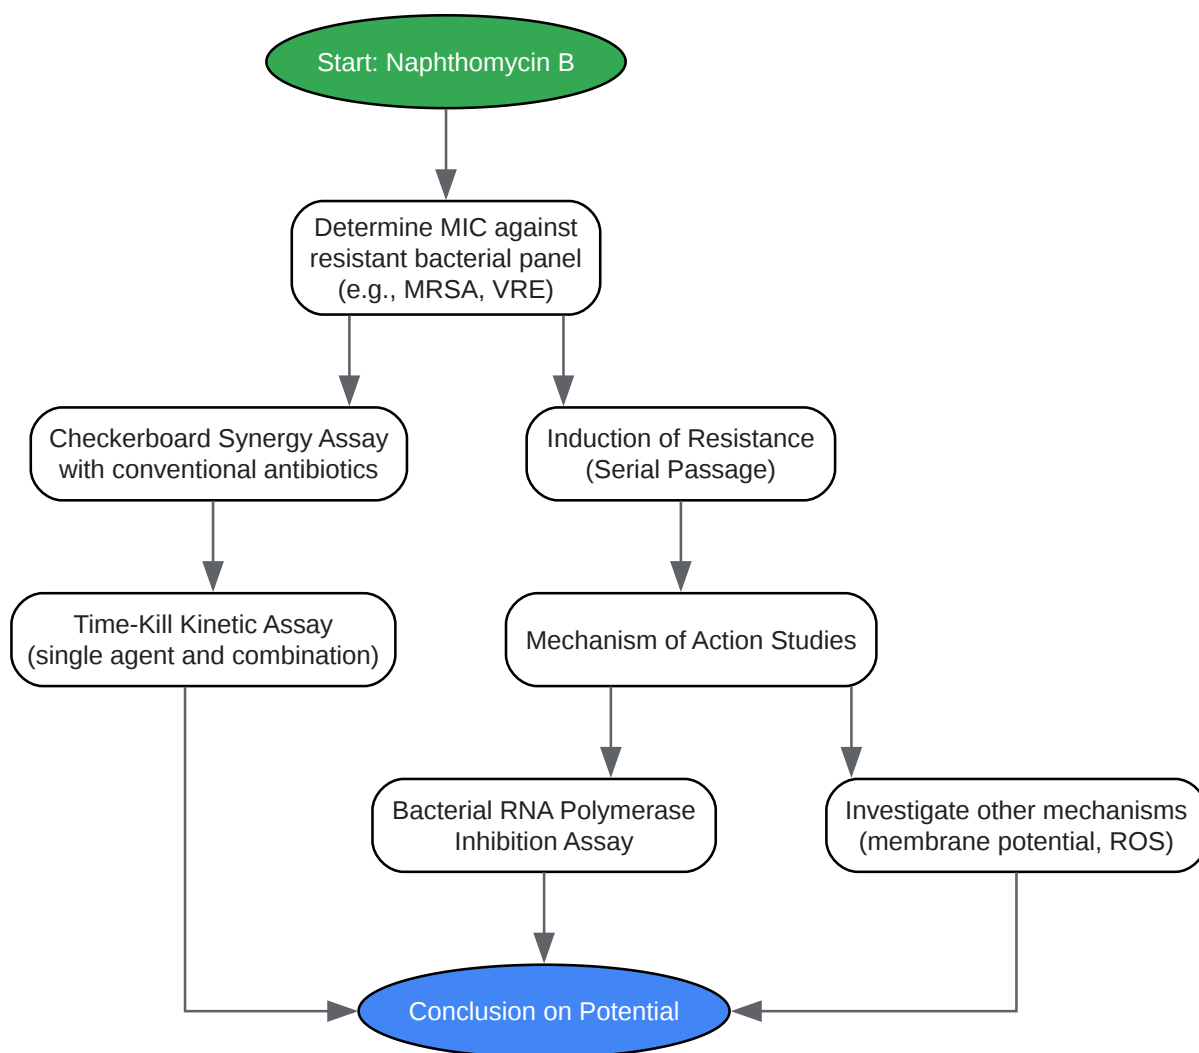 Start: Naphthomycin B
Determine MIC against
resistant bacterial panel
(e.g., MRSA, VRE)
Checkerboard Synergy Assay
with conventional antibiotics
Induction of Resistance
(Serial Passage)
Time-Kill Kinetic Assay
(single agent and combination)
Mechanism of Action Studies
Bacterial RNA Polymerase
Inhibition Assay
Investigate other mechanisms
(membrane potential, ROS)
Conclusion on Potential